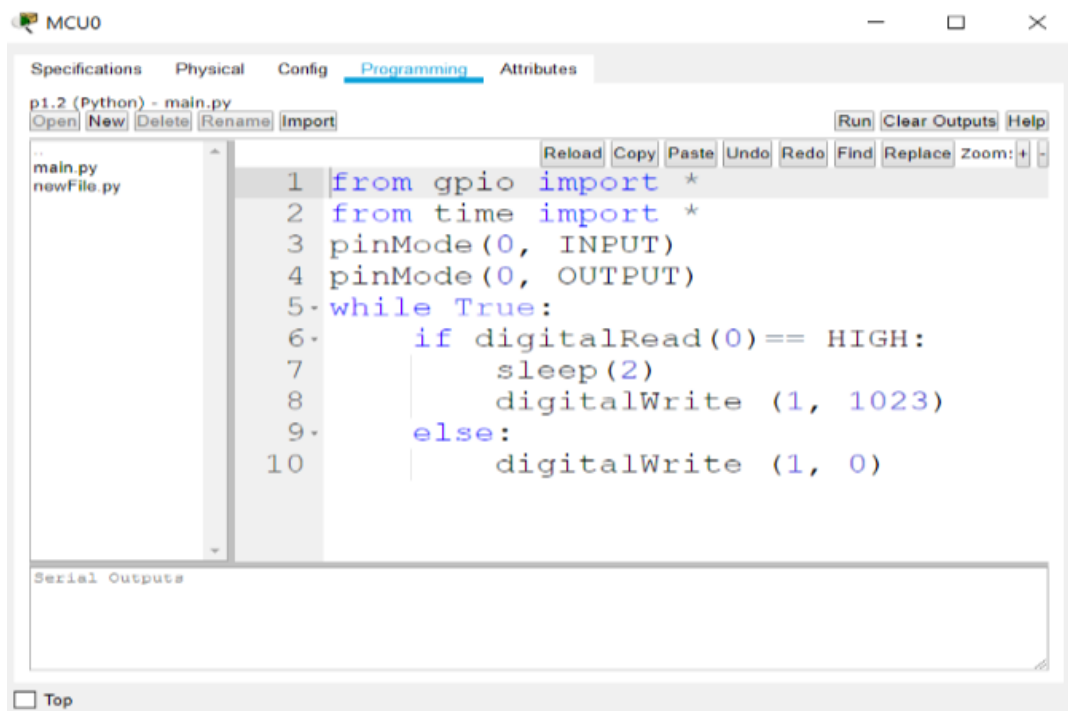 MCU0
Specifications Physical Config Programming Attributes
p1.2 (Python) - main.py
Open New Delete Rename Import Run Clear Outputs Help
Reload Copy Paste Undo Redo Find Replace Zoom: + -
..
main.py
newFile.py
1 from gpio import *
2 from time import *
3 pinMode(0, INPUT)
4 pinMode(0, OUTPUT)
5 while True:
6 if digitalRead(0)== HIGH:
7 sleep(2)
8 digitalWrite (1, 1023)
9 else:
10 digitalWrite (1, 0)
Serial Outputs
Top